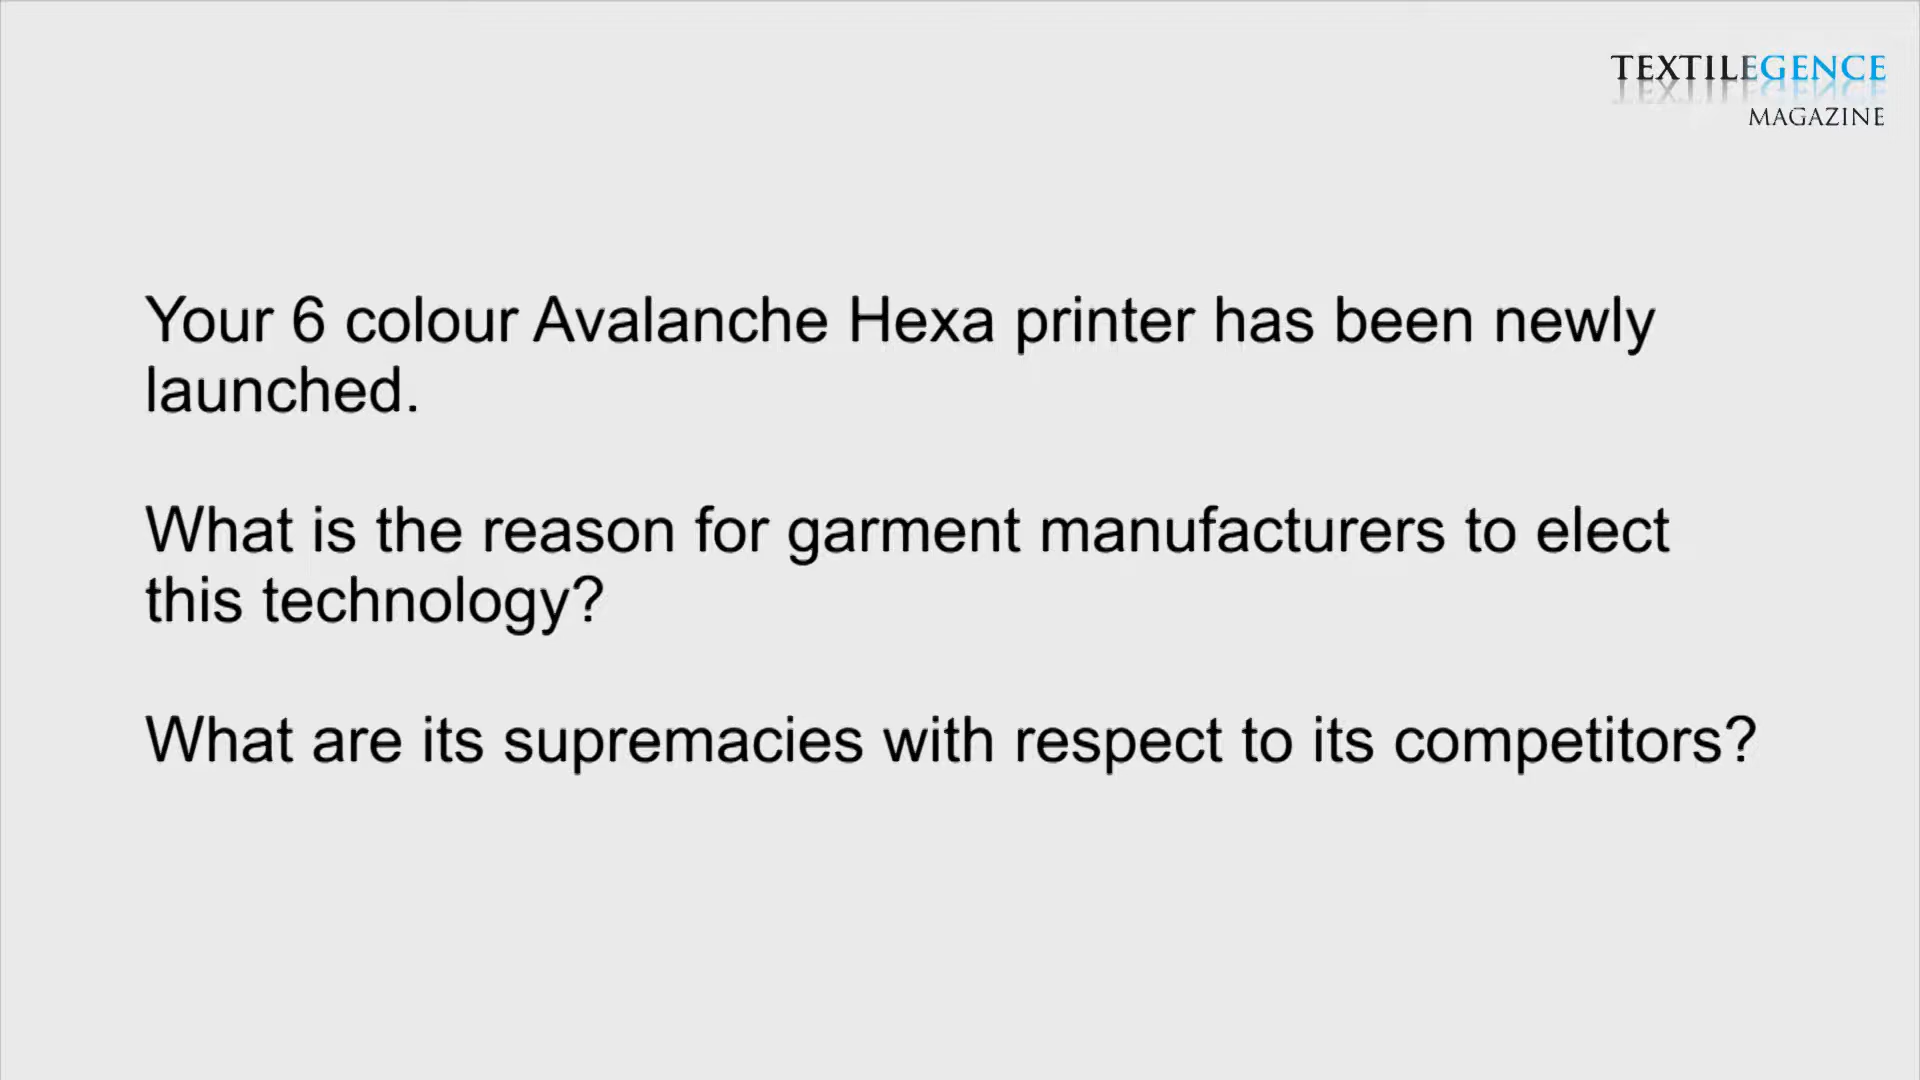 TEXTILEGENCE
MAGAZINE
Your 6 colour Avalanche Hexa printer has been newly
launched.
What is the reason for garment manufacturers to elect
this technology?
What are its supremacies with respect to its competitors?